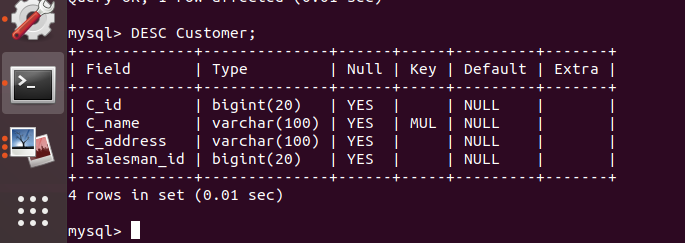 Query OK, 1 row affected (0.01 sec)
mysql> DESC Customer;
+-------------+--------------+------+-----+---------+-------+
| Field       | Type         | Null | Key | Default | Extra |
+-------------+--------------+------+-----+---------+-------+
| C_id        | bigint(20)   | YES  |     | NULL    |       |
| C_name      | varchar(100) | YES  | MUL | NULL    |       |
| c_address   | varchar(100) | YES  |     | NULL    |       |
| salesman_id | bigint(20)   | YES  |     | NULL    |       |
+-------------+--------------+------+-----+---------+-------+
4 rows in set (0.01 sec)
mysql>